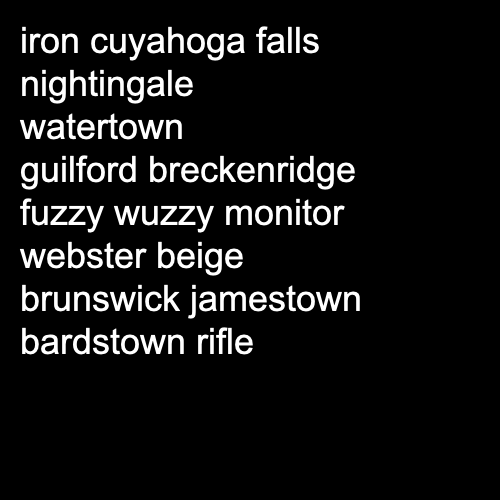 iron cuyahoga falls
nightingale
watertown
guilford breckenridge
fuzzy wuzzy monitor
webster beige
brunswick jamestown
bardstown rifle